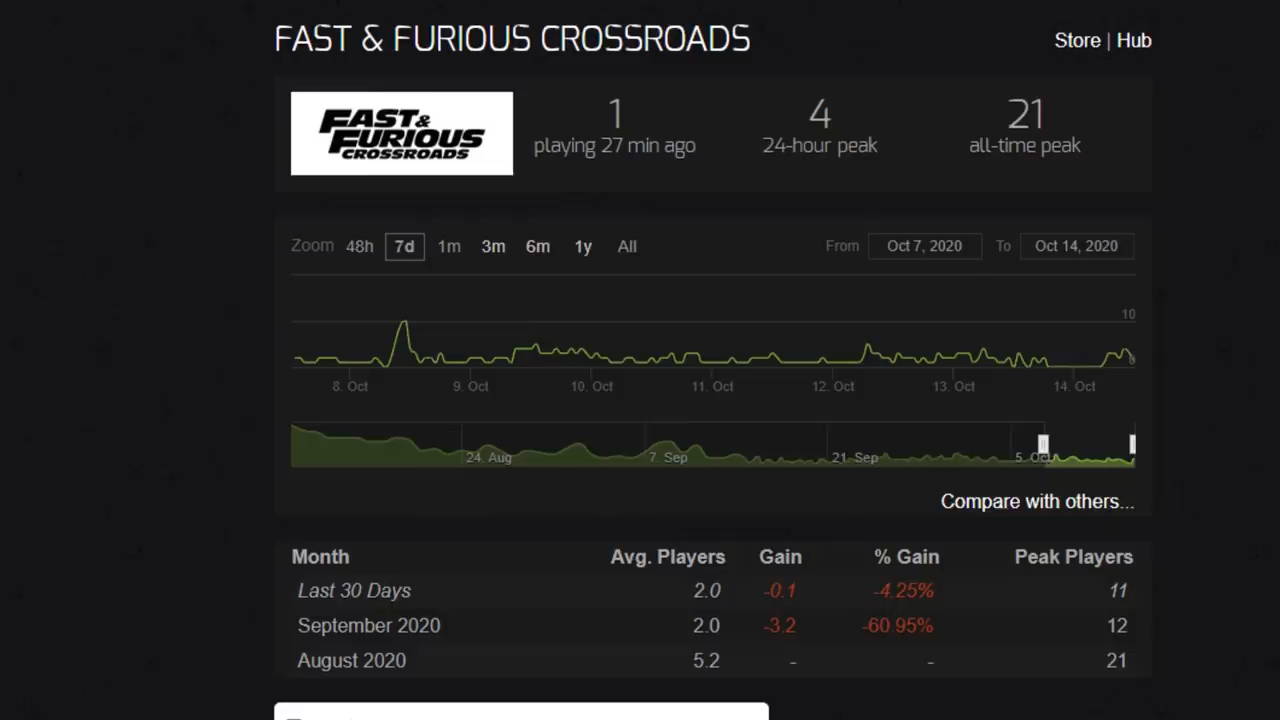 FAST & FURIOUS CROSSROADS
Store | Hub
FAST &
FURIOUS
CROSSROADS
1
playing 27 min ago
4
24-hour peak
21
all-time peak
Zoom 48h 7d 1m 3m 6m 1y All
From Oct 7, 2020 To Oct 14, 2020
10
0
8. Oct 9. Oct 10. Oct 11. Oct 12. Oct 13. Oct 14. Oct
24. Aug 7. Sep 21. Sep 5. Oct
Compare with others...
Month Avg. Players Gain % Gain Peak Players
Last 30 Days 2.0 -0.1 -4.25% 11
September 2020 2.0 -3.2 -60.95% 12
August 2020 5.2 - - 21